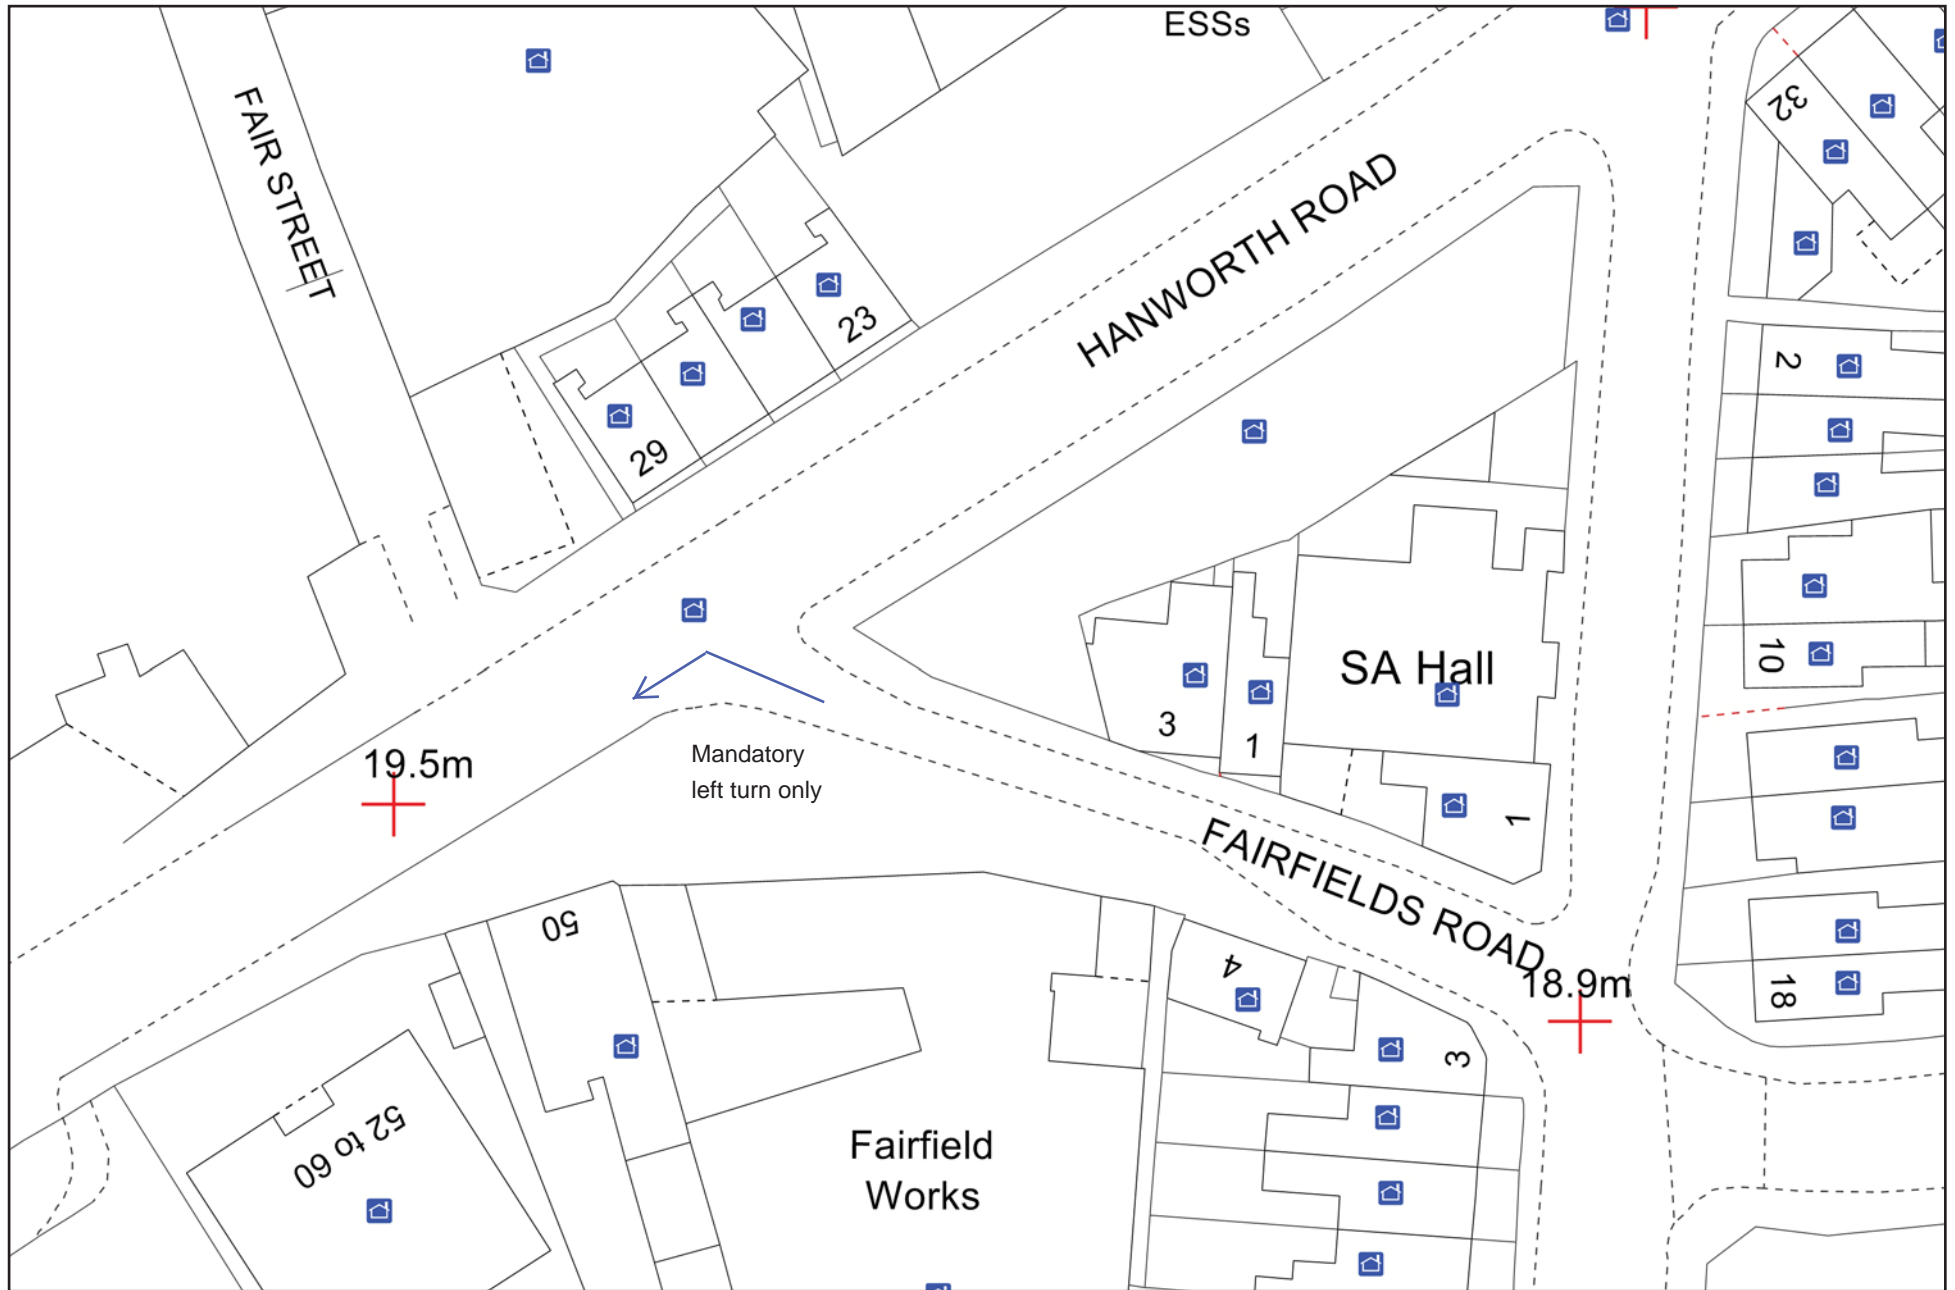 ESSs
FAIR STREET
32
HANWORTH ROAD
23
29
2
10
SA Hall
3
1
19.5m
Mandatory
left turn only
1
FAIRFIELDS ROAD
50
4
18.9m
18
3
52 to 60
Fairfield
Works